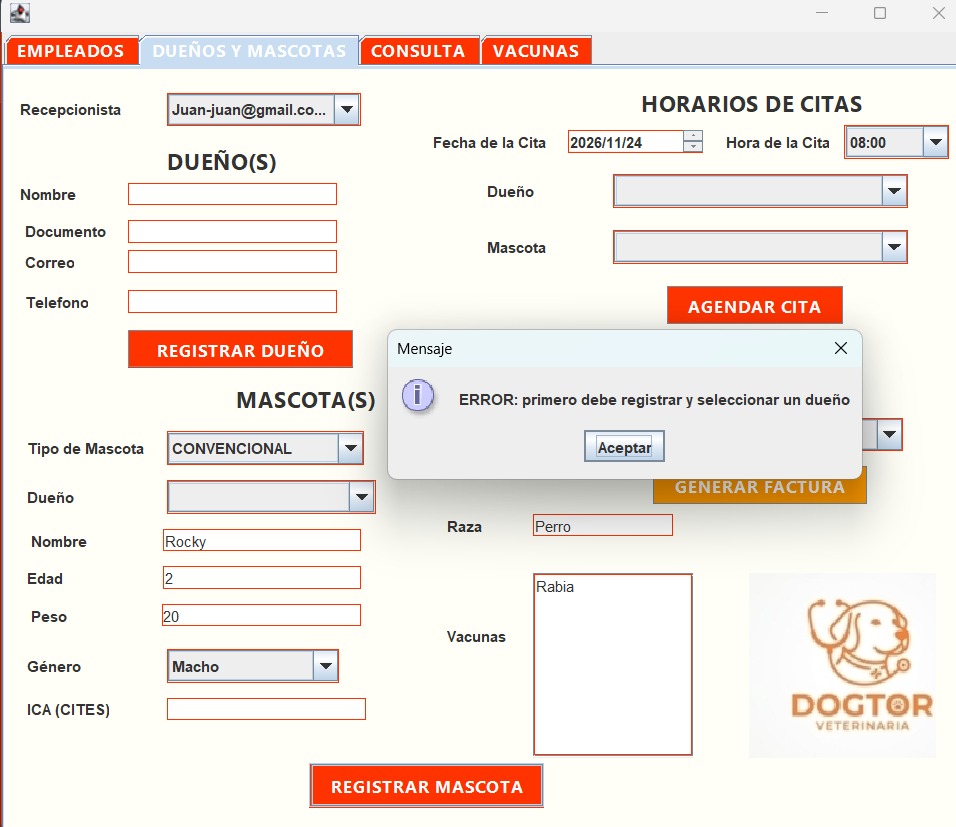 EMPLEADOS
DUEÑOS Y MASCOTAS
CONSULTA
VACUNAS
Recepcionista
Juan-juan@gmail.co...
HORARIOS DE CITAS
Fecha de la Cita
2026/11/24
Hora de la Cita
08:00
DUEÑO(S)
Nombre
Documento
Correo
Telefono
REGISTRAR DUEÑO
Dueño
Mascota
AGENDAR CITA
Mensaje
ERROR: primero debe registrar y seleccionar un dueño
Aceptar
GENERAR FACTURA
MASCOTA(S)
Tipo de Mascota
CONVENCIONAL
Dueño
Nombre
Rocky
Edad
2
Peso
20
Género
Macho
ICA (CITES)
Raza
Perro
Vacunas
Rabia
REGISTRAR MASCOTA
DOGTOR
VETERINARIA